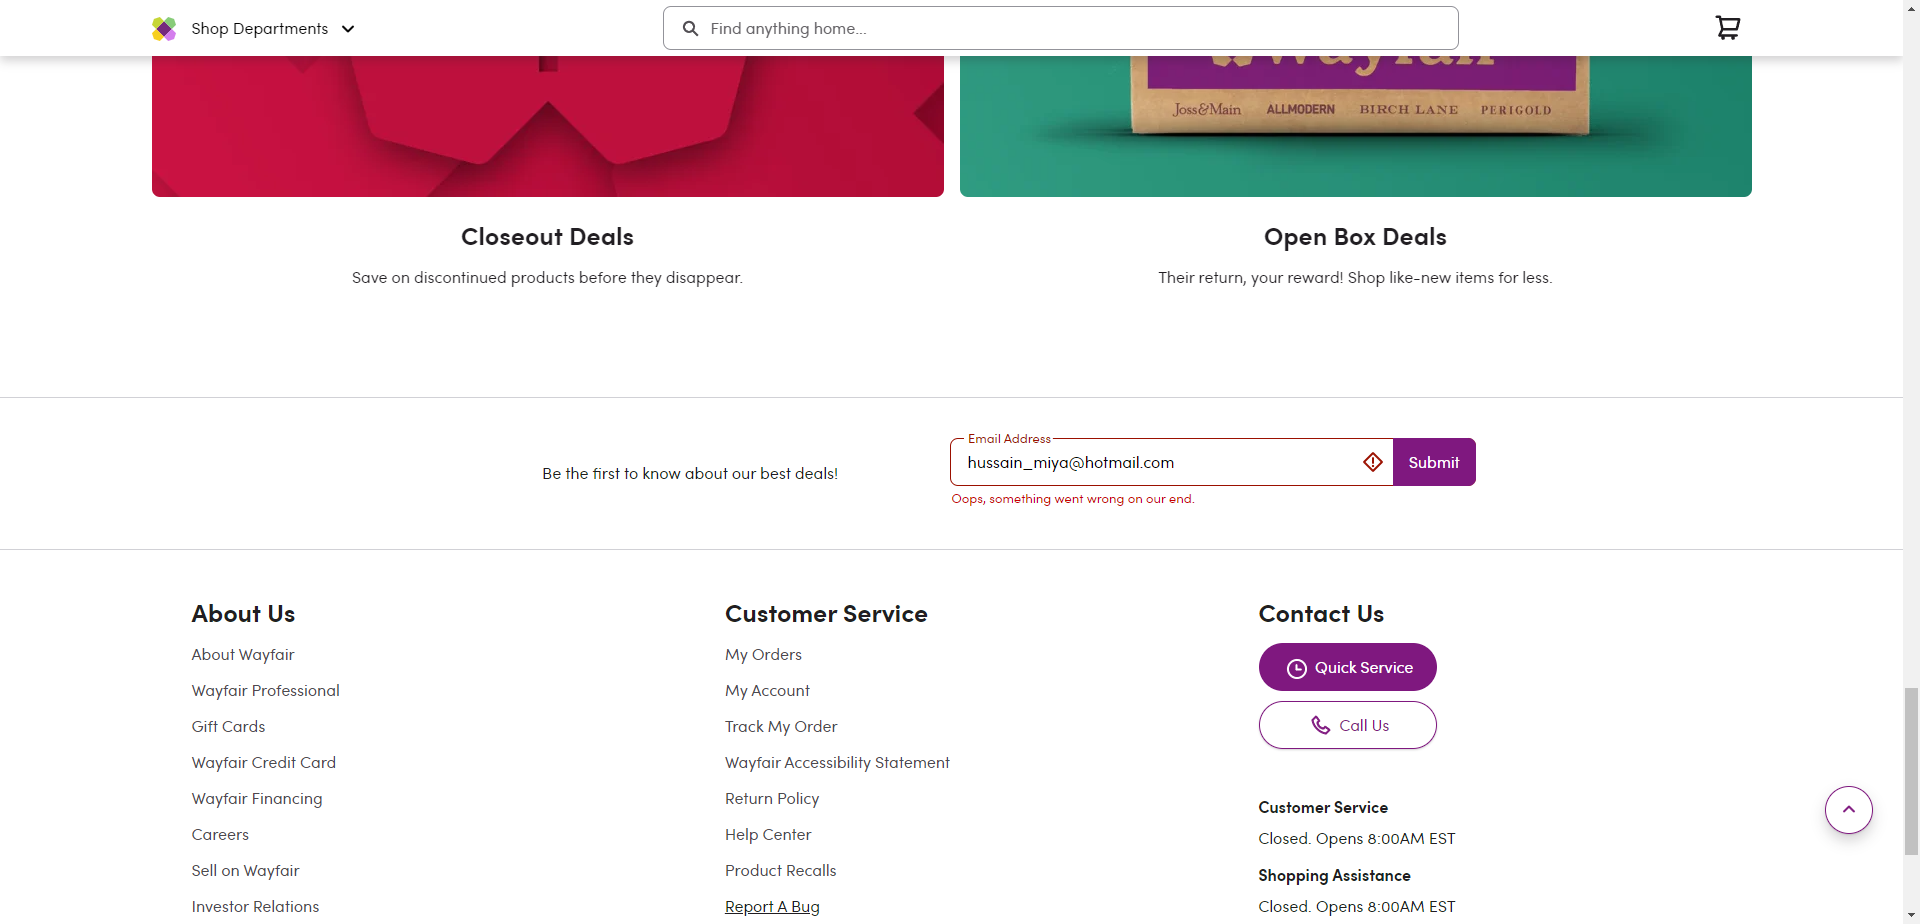 Shop Departments
Find anything home...
Wayfair
Joss&Main ALLMODERN BIRCH LANE PERIGOLD
Closeout Deals
Save on discontinued products before they disappear.
Open Box Deals
Their return, your reward! Shop like-new items for less.
Be the first to know about our best deals!
Email Address
hussain_miya@hotmail.com
Submit
Oops, something went wrong on our end.
About Us
About Wayfair
Wayfair Professional
Gift Cards
Wayfair Credit Card
Wayfair Financing
Careers
Sell on Wayfair
Investor Relations
Customer Service
My Orders
My Account
Track My Order
Wayfair Accessibility Statement
Return Policy
Help Center
Product Recalls
Report A Bug
Contact Us
Quick Service
Call Us
Customer Service
Closed. Opens 8:00AM EST
Shopping Assistance
Closed. Opens 8:00AM EST